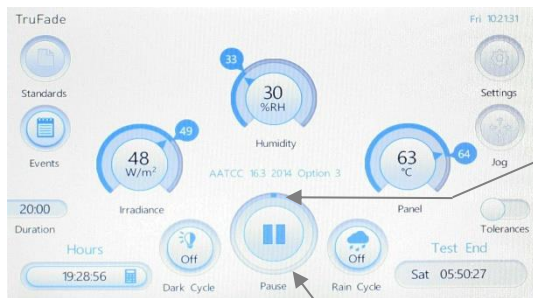 TruFade
Fri 10:21:31
Standards
33
30
%RH
Humidity
Settings
Events
49
48
W/m²
Irradiance
AATCC 16.3 2014 Option 3
64
63
°C
Panel
Jog
20:00
Duration
Tolerances
Hours
19:28:56
Off
Dark Cycle
Pause
Off
Rain Cycle
Test End
Sat 05:50:27